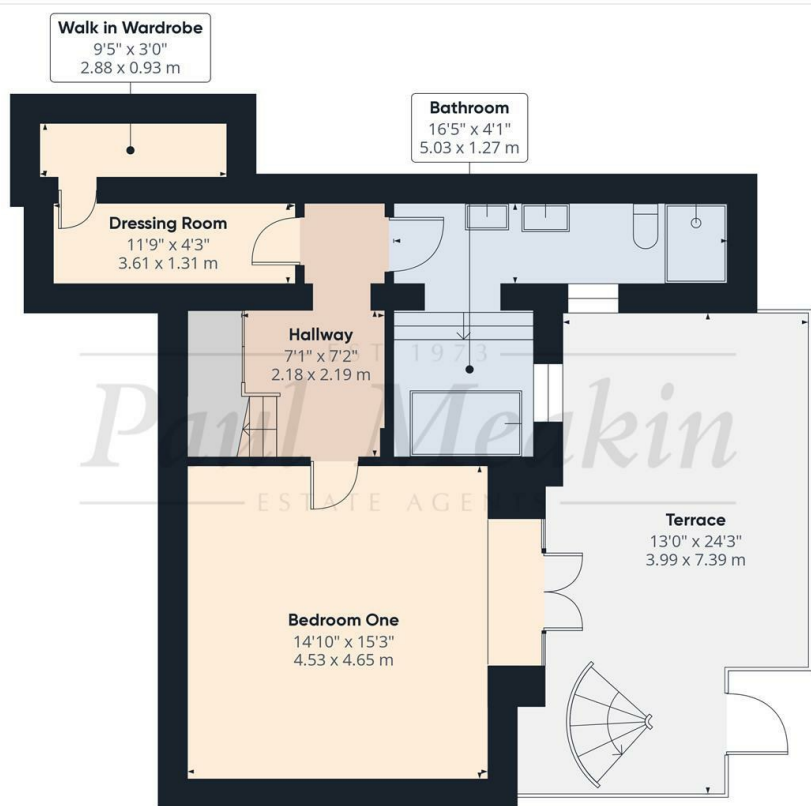 Walk in Wardrobe
9'5" x 3'0"
2.88 x 0.93 m
Bathroom
16'5" x 4'1"
5.03 x 1.27 m
Dressing Room
11'9" x 4'3"
3.61 x 1.31 m
Hallway
7'1" x 7'2"
2.18 x 2.19 m
EST 1973
Paul Meakin
ESTATE AGENTS
Terrace
13'0" x 24'3"
3.99 x 7.39 m
Bedroom One
14'10" x 15'3"
4.53 x 4.65 m